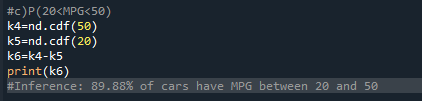 #c)P(20<MPG<50)
k4=nd.cdf(50)
k5=nd.cdf(20)
k6=k4-k5
print(k6)
#Inference: 89.88% of cars have MPG between 20 and 50